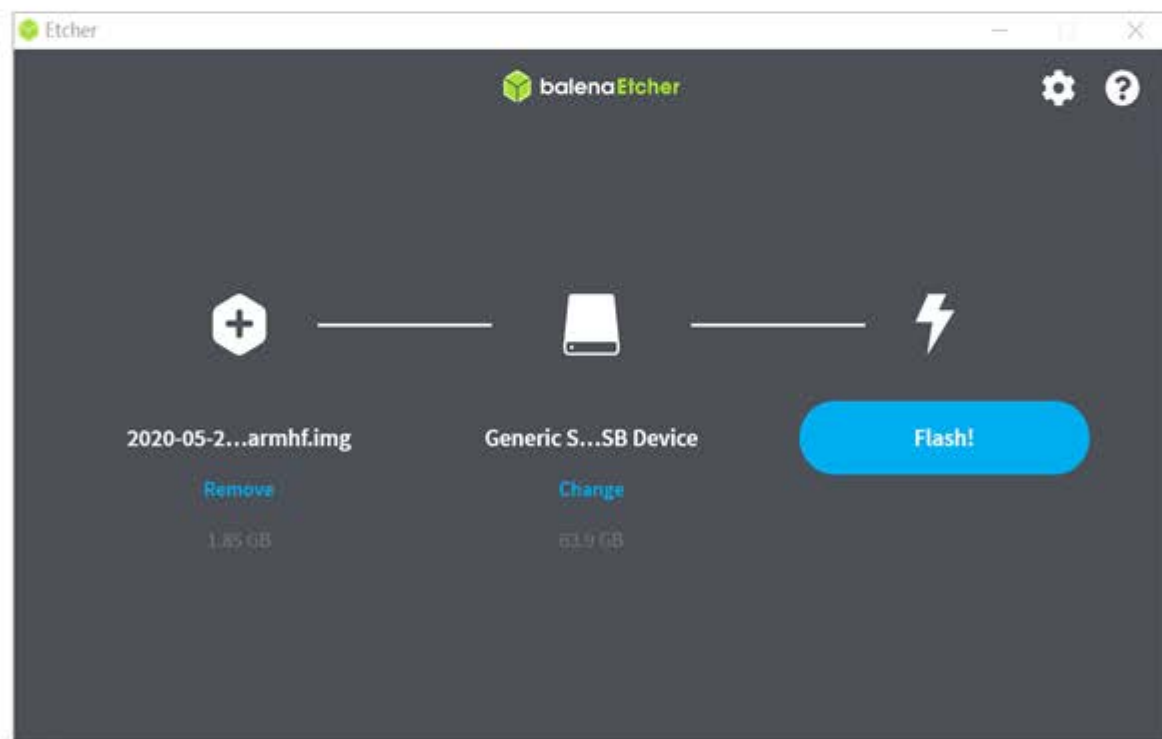 Etcher
balenaEtcher
2020-05-2...armhf.img
Generic S...SB Device
Flash!
Remove
Change
1.85 GB
63.9 GB